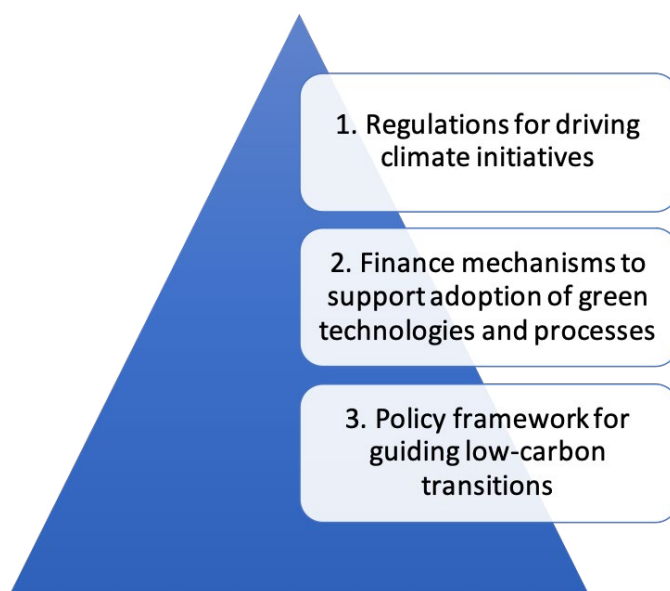 1. Regulations for driving
climate initiatives
2. Finance mechanisms to
support adoption of green
technologies and processes
3. Policy framework for
guiding low-carbon
transitions